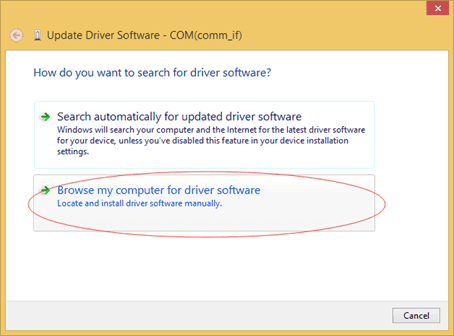 Update Driver Software - COM(comm_if)
How do you want to search for driver software?
Search automatically for updated driver software
Windows will search your computer and the Internet for the latest driver software
for your device, unless you've disabled this feature in your device installation
settings.
Browse my computer for driver software
Locate and install driver software manually.
Cancel